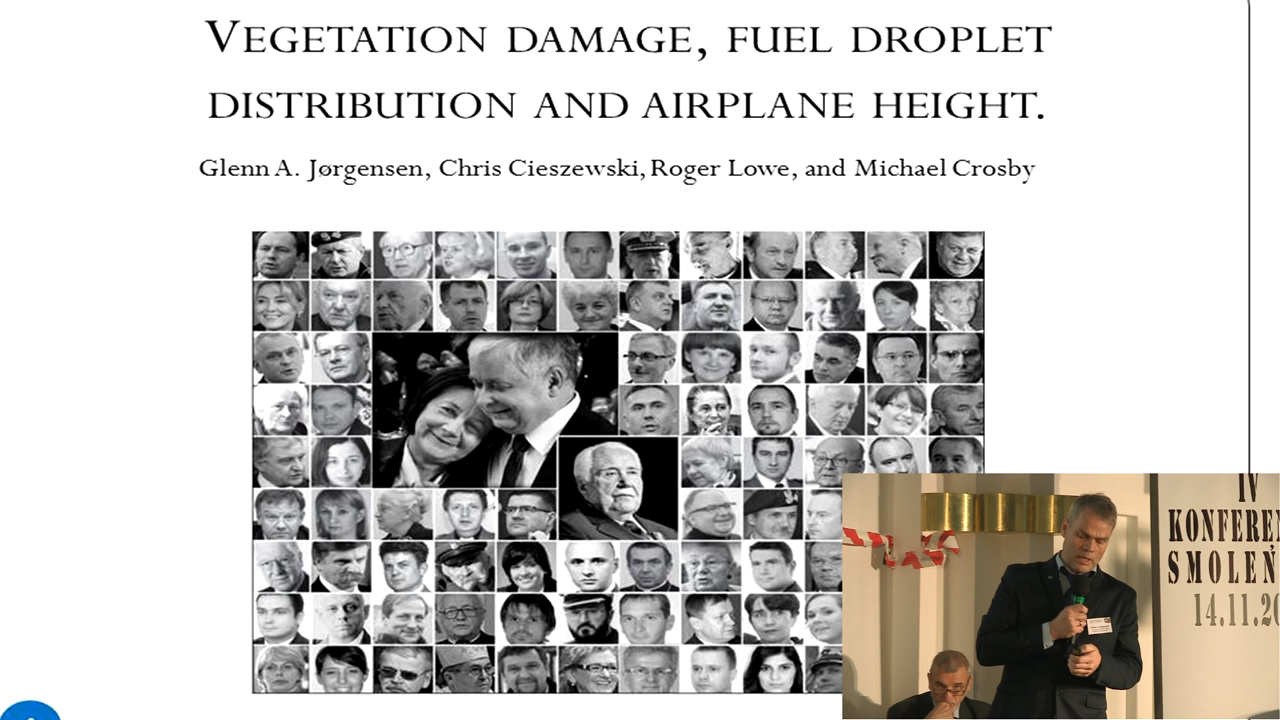 VEGETATION DAMAGE, FUEL DROPLET
DISTRIBUTION AND AIRPLANE HEIGHT.
Glenn A. Jørgensen, Chris Cieszewski, Roger Lowe, and Michael Crosby
IV
KONFEREN
SMOLEŃ
14.11.20